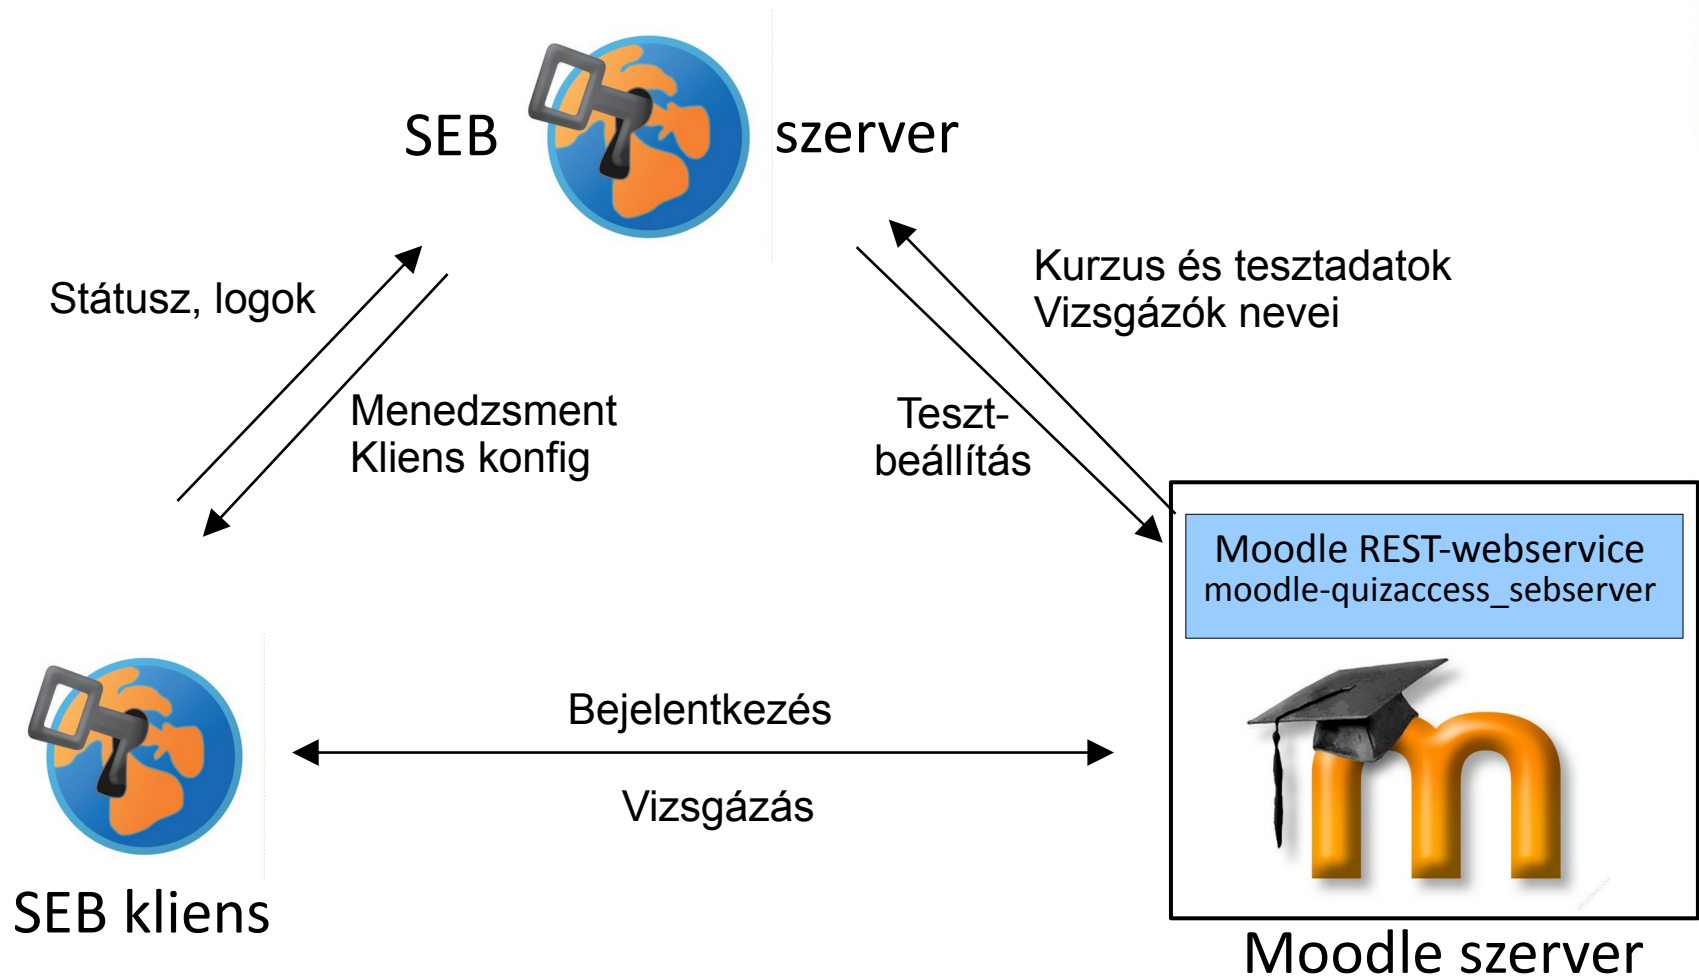 SEB szerver
Státusz, logok
Kurzus és tesztadatok
Vizsgázók nevei
Menedzsment
Kliens konfig
Teszt-
beállítás
Moodle REST-webservice
moodle-quizaccess_sebserver
Bejelentkezés
Vizsgázás
SEB kliens
Moodle szerver